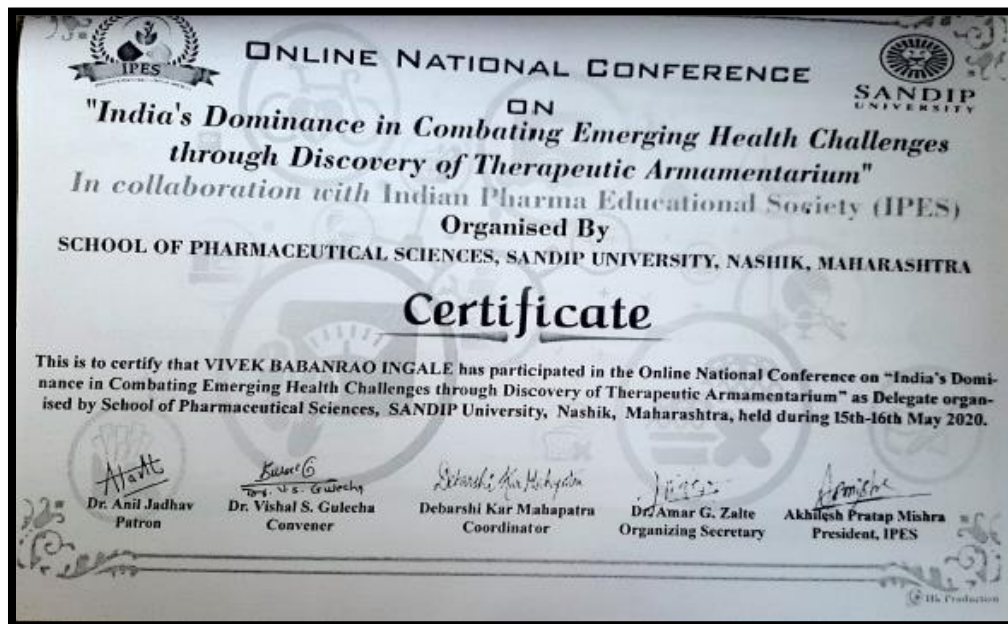 IPES
ONLINE NATIONAL CONFERENCE
SANDIP
UNIVERSITY
ON
"India's Dominance in Combating Emerging Health Challenges
through Discovery of Therapeutic Armamentarium"
In collaboration with Indian Pharma Educational Society (IPES)
Organised By
SCHOOL OF PHARMACEUTICAL SCIENCES, SANDIP UNIVERSITY, NASHIK, MAHARASHTRA
Certificate
This is to certify that VIVEK BABANRAO INGALE has participated in the Online National Conference on "India's Domi-
nance in Combating Emerging Health Challenges through Discovery of Therapeutic Armamentarium" as Delegate organ-
ised by School of Pharmaceutical Sciences, SANDIP University, Nashik, Maharashtra, held during 15th-16th May 2020.
Debarshi Kar Mahapatra
Dr. Anil Jadhav
Patron
Dr. Vishal S. Gulecha
Convener
Debarshi Kar Mahapatra
Coordinator
Dr. Amar G. Zalte
Organizing Secretary
Akhilesh Pratap Mishra
President, IPES
Production